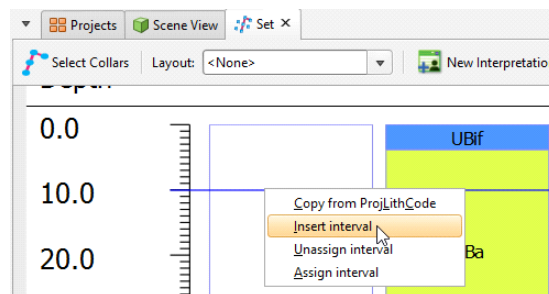 Projects Scene View Set
Select Collars Layout: <None> New Interpretatio
Depth
0.0 UBif
10.0
Copy from ProjLithCode
Insert interval
Unassign interval
20.0 Ba
Assign interval